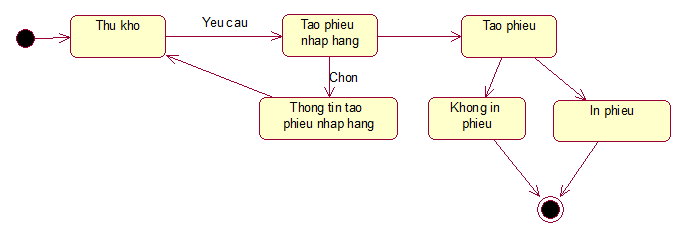 Thu kho
Yeu cau
Tao phieu
nhap hang
Tao phieu
Chon
Thong tin tao
phieu nhap hang
Khong in
phieu
In phieu